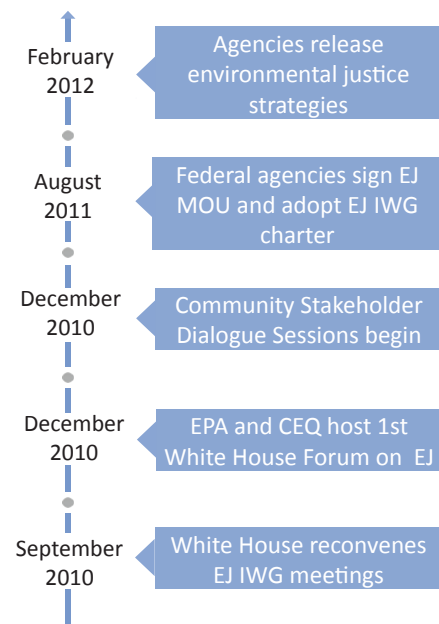 February
2012
Agencies release
environmental justice
strategies
August
2011
Federal agencies sign EJ
MOU and adopt EJ IWG
charter
December
2010
Community Stakeholder
Dialogue Sessions begin
December
2010
EPA and CEQ host 1st
White House Forum on EJ
September
2010
White House reconvenes
EJ IWG meetings